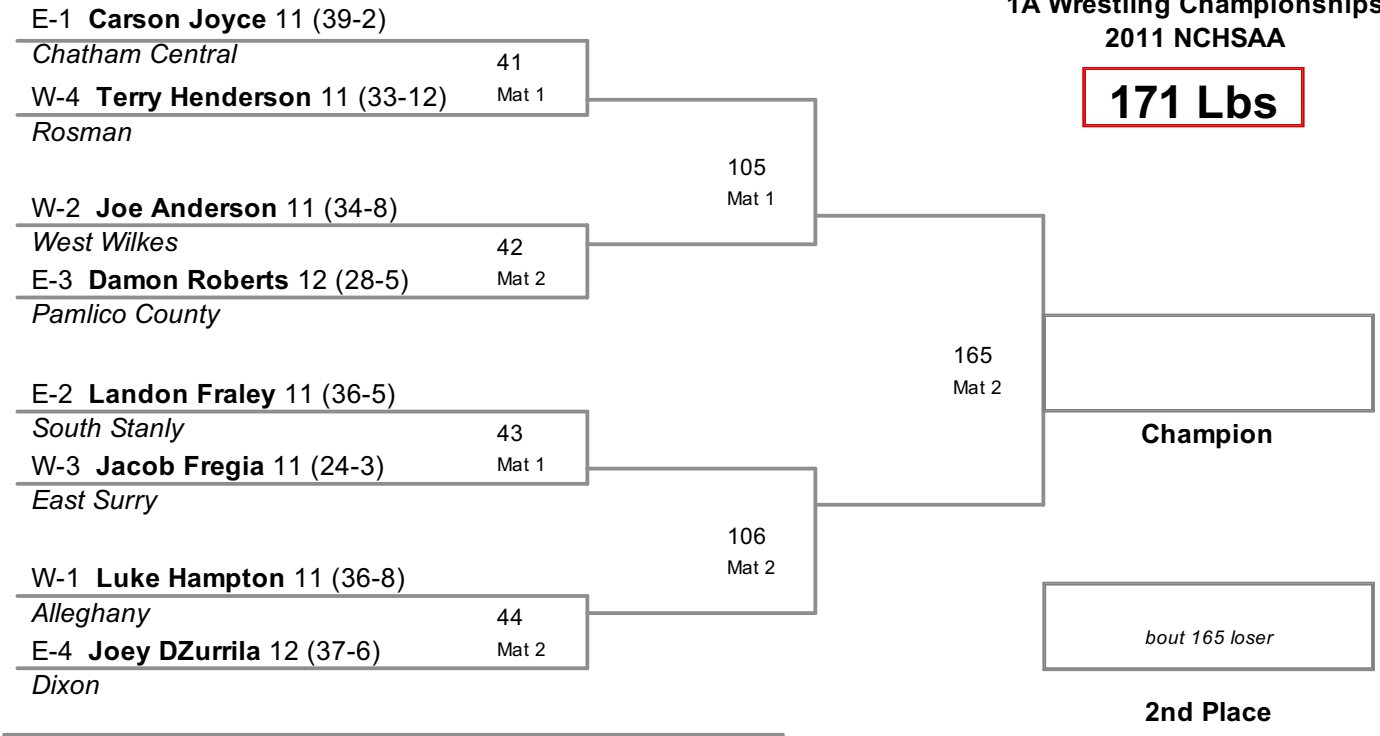 1A Wrestling Championships
2011 NCHSAA
171 Lbs
E-1 Carson Joyce 11 (39-2)
Chatham Central
41
W-4 Terry Henderson 11 (33-12)
Mat 1
Rosman
105
Mat 1
W-2 Joe Anderson 11 (34-8)
West Wilkes
42
E-3 Damon Roberts 12 (28-5)
Mat 2
Pamlico County
165
Mat 2
E-2 Landon Fraley 11 (36-5)
South Stanly
43
W-3 Jacob Fregia 11 (24-3)
Mat 1
East Surry
Champion
106
Mat 2
W-1 Luke Hampton 11 (36-8)
Alleghany
44
E-4 Joey DZurrila 12 (37-6)
Mat 2
Dixon
bout 165 loser
2nd Place